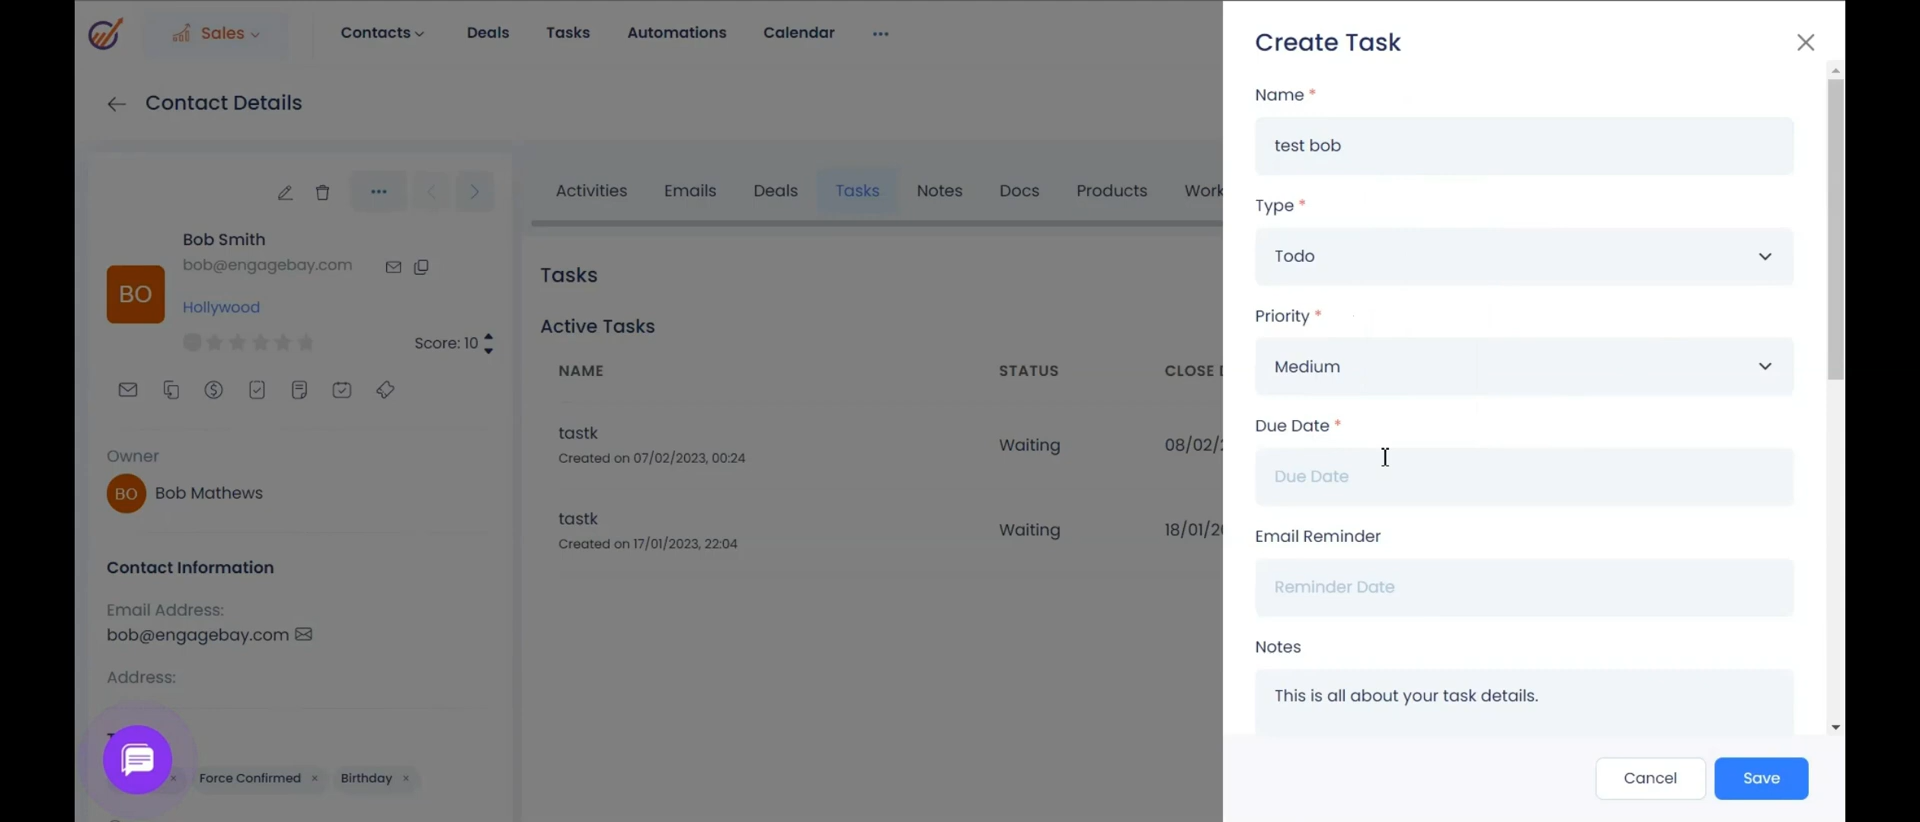 Sales
Contacts
Deals
Tasks
Automations
Calendar
Contact Details
Bob Smith
bob@engagebay.com
BO
Hollywood
Score: 10
Owner
BO Bob Mathews
Contact Information
Email Address:
bob@engagebay.com
Address:
Force Confirmed ×
Birthday ×
Activities
Emails
Deals
Tasks
Notes
Docs
Products
Work
Tasks
Active Tasks
NAME STATUS CLOSE D
tastk Waiting 08/02/2
Created on 07/02/2023, 00:24
tastk Waiting 18/01/20
Created on 17/01/2023, 22:04
Create Task
Name *
test bob
Type *
Todo
Priority *
Medium
Due Date *
Due Date
Email Reminder
Reminder Date
Notes
This is all about your task details.
Cancel
Save